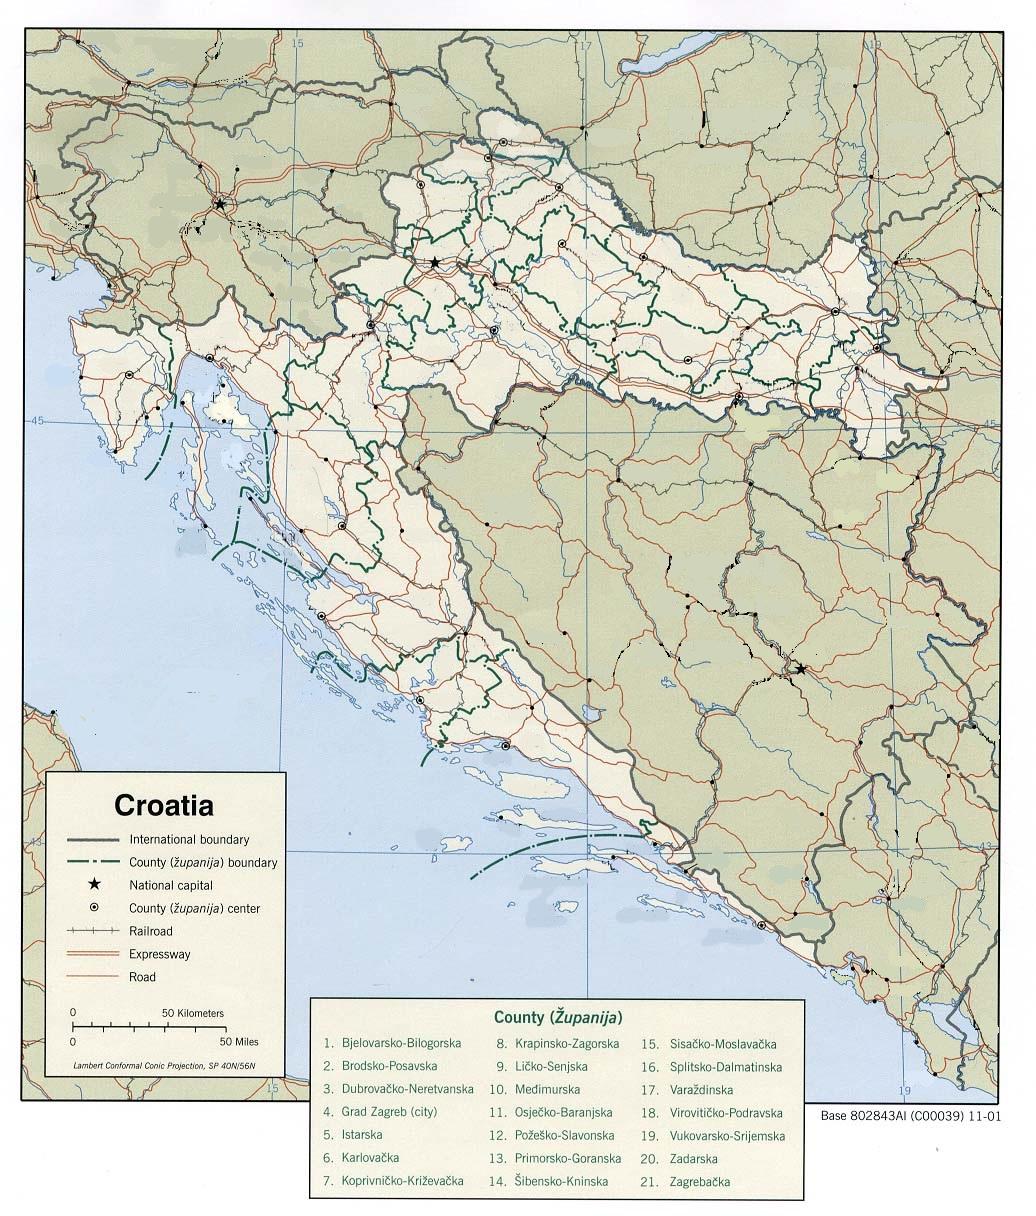 15
17
19
45
45
43
43
15
19
Croatia
International boundary
County (županija) boundary
National capital
County (županija) center
Railroad
Expressway
Road
0 50 Kilometers
0 50 Miles
Lambert Conformal Conic Projection, SP 40N/56N
County (Županija)
1. Bjelovarsko-Bilogorska
2. Brodsko-Posavska
3. Dubrovačko-Neretvanska
4. Grad Zagreb (city)
5. Istarska
6. Karlovačka
7. Koprivničko-Križevačka
8. Krapinsko-Zagorska
9. Ličko-Senjska
10. Međimurska
11. Osječko-Baranjska
12. Požeško-Slavonska
13. Primorsko-Goranska
14. Šibensko-Kninska
15. Sisačko-Moslavačka
16. Splitsko-Dalmatinska
17. Varaždinska
18. Virovitičko-Podravska
19. Vukovarsko-Srijemska
20. Zadarska
21. Zagrebačka
Base 802843AI (C00039) 11-01